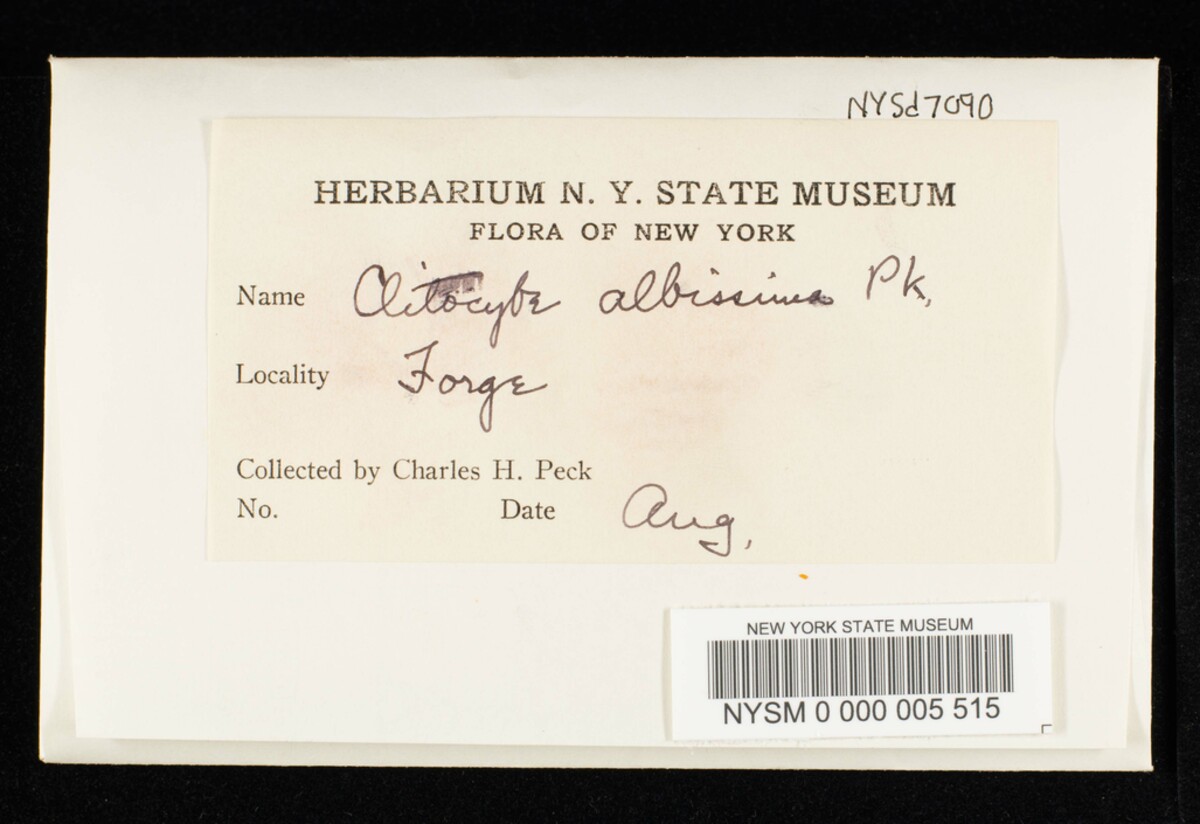 NYSd7090
HERBARIUM N. Y. STATE MUSEUM
FLORA OF NEW YORK
Name Clitocybe albissima Pk.
Locality Forge
Collected by Charles H. Peck
No. Date Aug.
NEW YORK STATE MUSEUM
NYSM 0 000 005 515